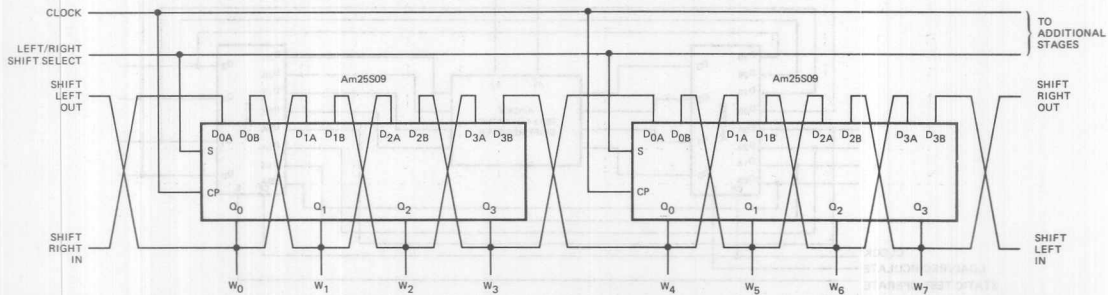 CLOCK
LEFT/RIGHT
SHIFT SELECT
TO
ADDITIONAL
STAGES
Am25S09
Am25S09
SHIFT
LEFT
OUT
SHIFT
RIGHT
OUT
D0A D0B D1A D1B D2A D2B D3A D3B
D0A D0B D1A D1B D2A D2B D3A D3B
S
S
CP
CP
Q0 Q1 Q2 Q3
Q0 Q1 Q2 Q3
SHIFT
RIGHT
IN
SHIFT
LEFT
IN
W0 W1 W2 W3 W4 W5 W6 W7